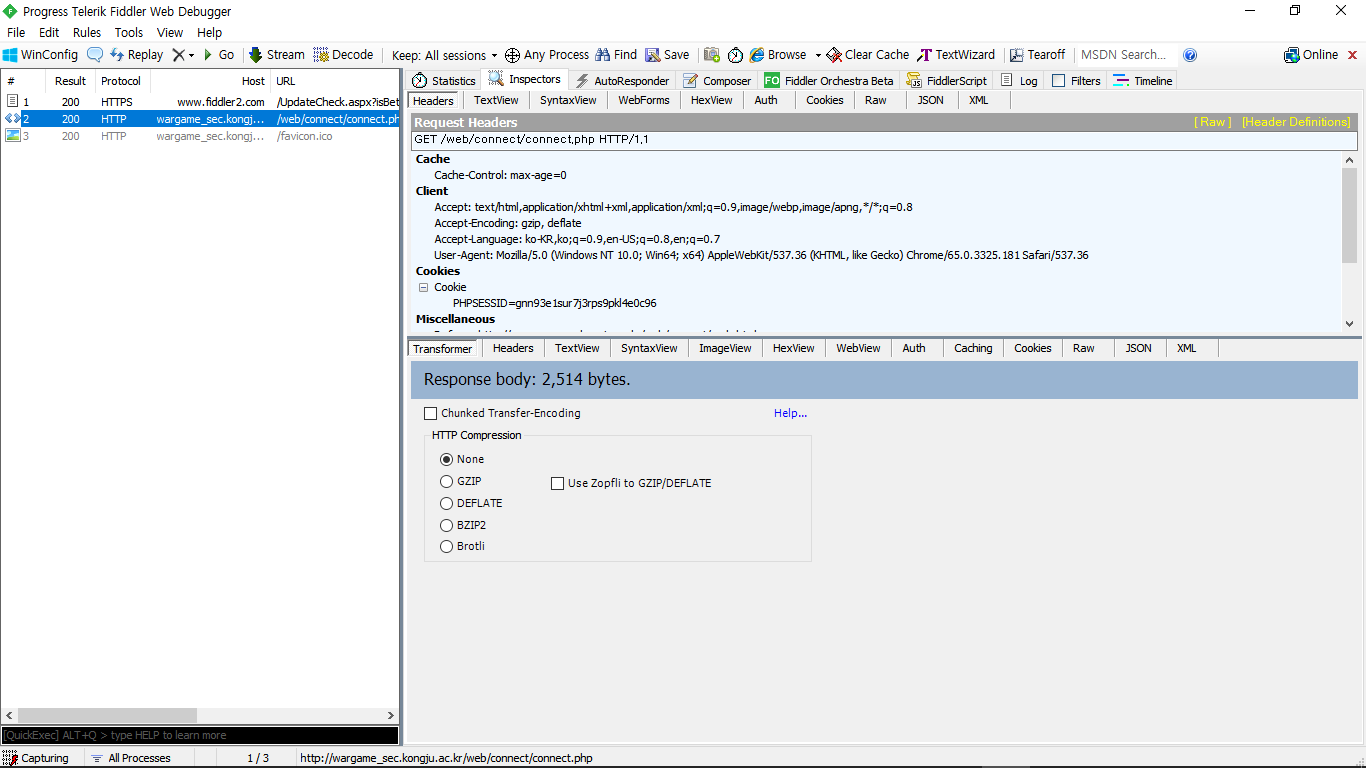 Progress Telerik Fiddler Web Debugger
File Edit Rules Tools View Help
WinConfig Replay Go Stream Decode Keep: All sessions Any Process Find Save Browse Clear Cache TextWizard Tearoff MSDN Search... Online
# Result Protocol Host URL
1 200 HTTPS www.fiddler2.com /UpdateCheck.aspx?isBet
2 200 HTTP wargame_sec.kongj... /web/connect/connect.ph
3 200 HTTP wargame_sec.kongj... /favicon.ico
Statistics Inspectors AutoResponder Composer FO Fiddler Orchestra Beta FiddlerScript Log Filters Timeline
Headers TextView SyntaxView WebForms HexView Auth Cookies Raw JSON XML
Request Headers [ Raw ] [Header Definitions]
GET /web/connect/connect.php HTTP/1.1
Cache
Cache-Control: max-age=0
Client
Accept: text/html,application/xhtml+xml,application/xml;q=0.9,image/webp,image/apng,*/*;q=0.8
Accept-Encoding: gzip, deflate
Accept-Language: ko-KR,ko;q=0.9,en-US;q=0.8,en;q=0.7
User-Agent: Mozilla/5.0 (Windows NT 10.0; Win64; x64) AppleWebKit/537.36 (KHTML, like Gecko) Chrome/65.0.3325.181 Safari/537.36
Cookies
Cookie
PHPSESSID=gnn93e1sur7j3rps9pkl4e0c96
Miscellaneous
Transformer Headers TextView SyntaxView ImageView HexView WebView Auth Caching Cookies Raw JSON XML
Response body: 2,514 bytes.
Chunked Transfer-Encoding Help...
HTTP Compression
None
GZIP
Use Zopfli to GZIP/DEFLATE
DEFLATE
BZIP2
Brotli
[QuickExec] ALT+Q > type HELP to learn more
Capturing All Processes 1 / 3 http://wargame_sec.kongju.ac.kr/web/connect/connect.php